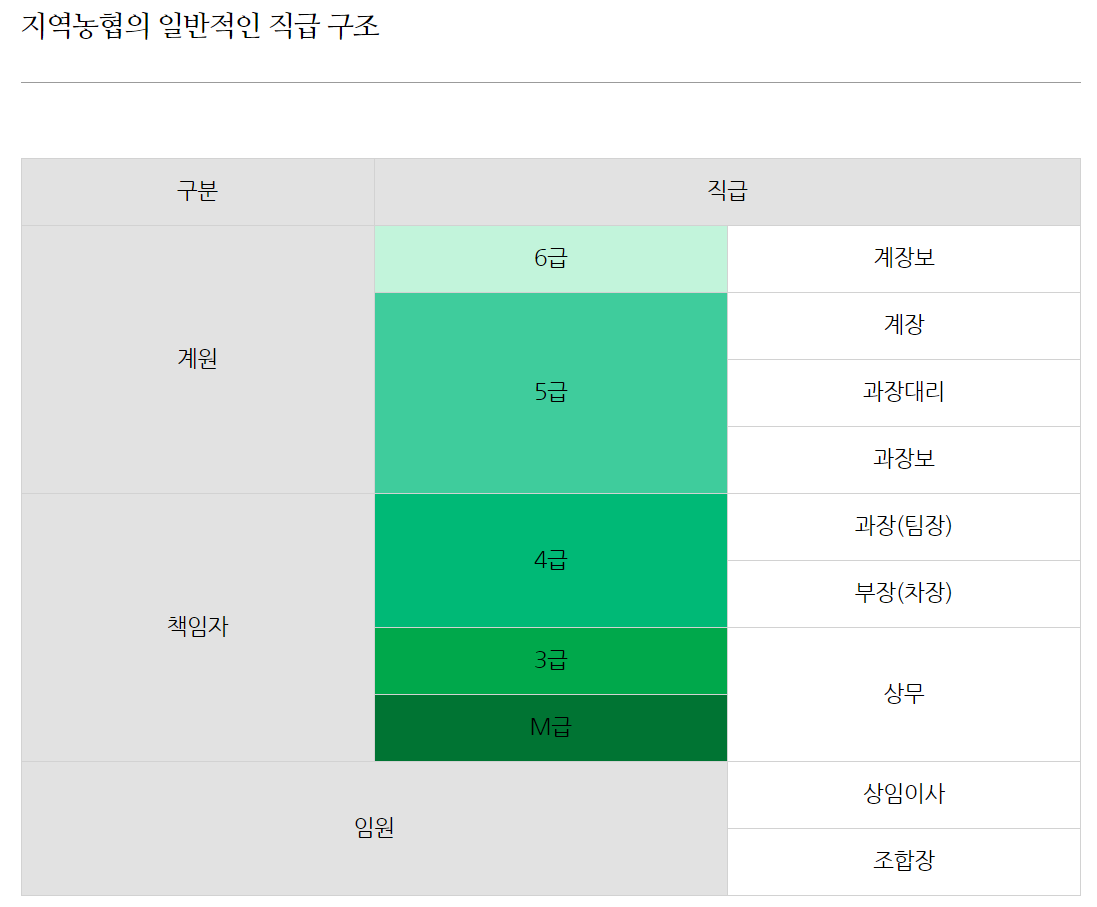 지역농협의 일반적인 직급 구조
구분 직급
계원 6급 계장보
5급 계장
과장대리
과장보
책임자 4급 과장(팀장)
부장(차장)
3급 상무
M급
임원 상임이사
조합장